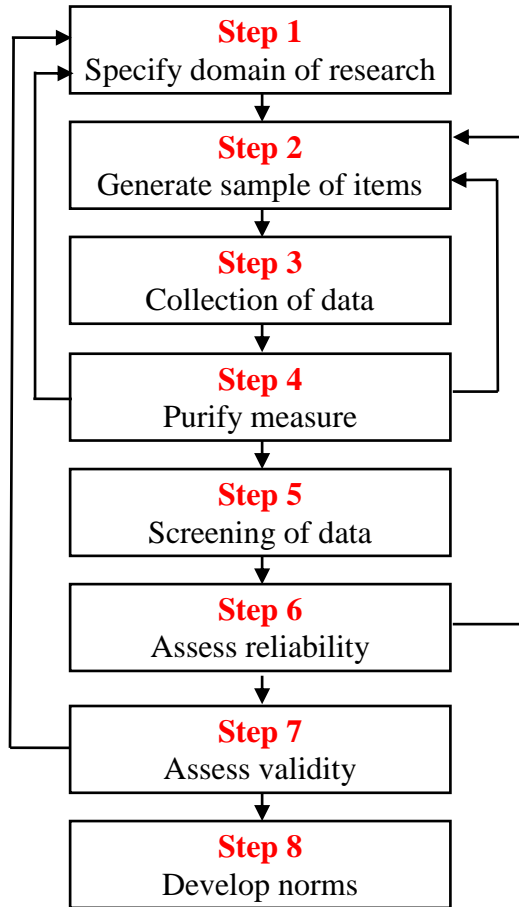 Step 1
Specify domain of research
Step 2
Generate sample of items
Step 3
Collection of data
Step 4
Purify measure
Step 5
Screening of data
Step 6
Assess reliability
Step 7
Assess validity
Step 8
Develop norms